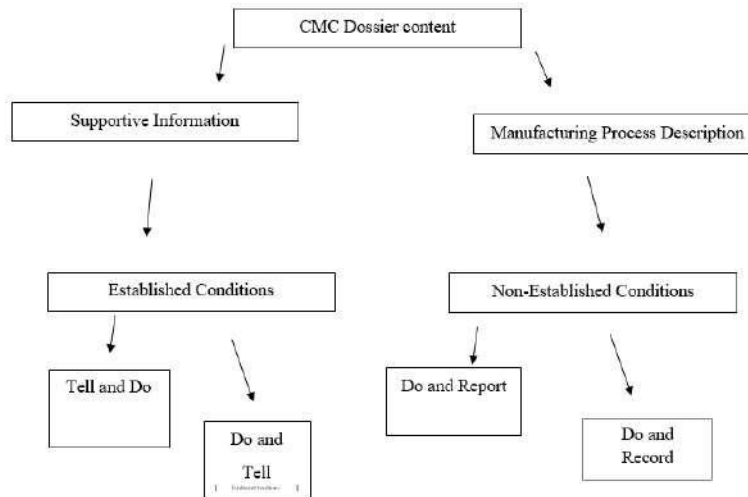 CMC Dossier content
Supportive Information
Manufacturing Process Description
Established Conditions
Non-Established Conditions
Tell and Do
Do and
Tell
Do and Report
Do and
Record